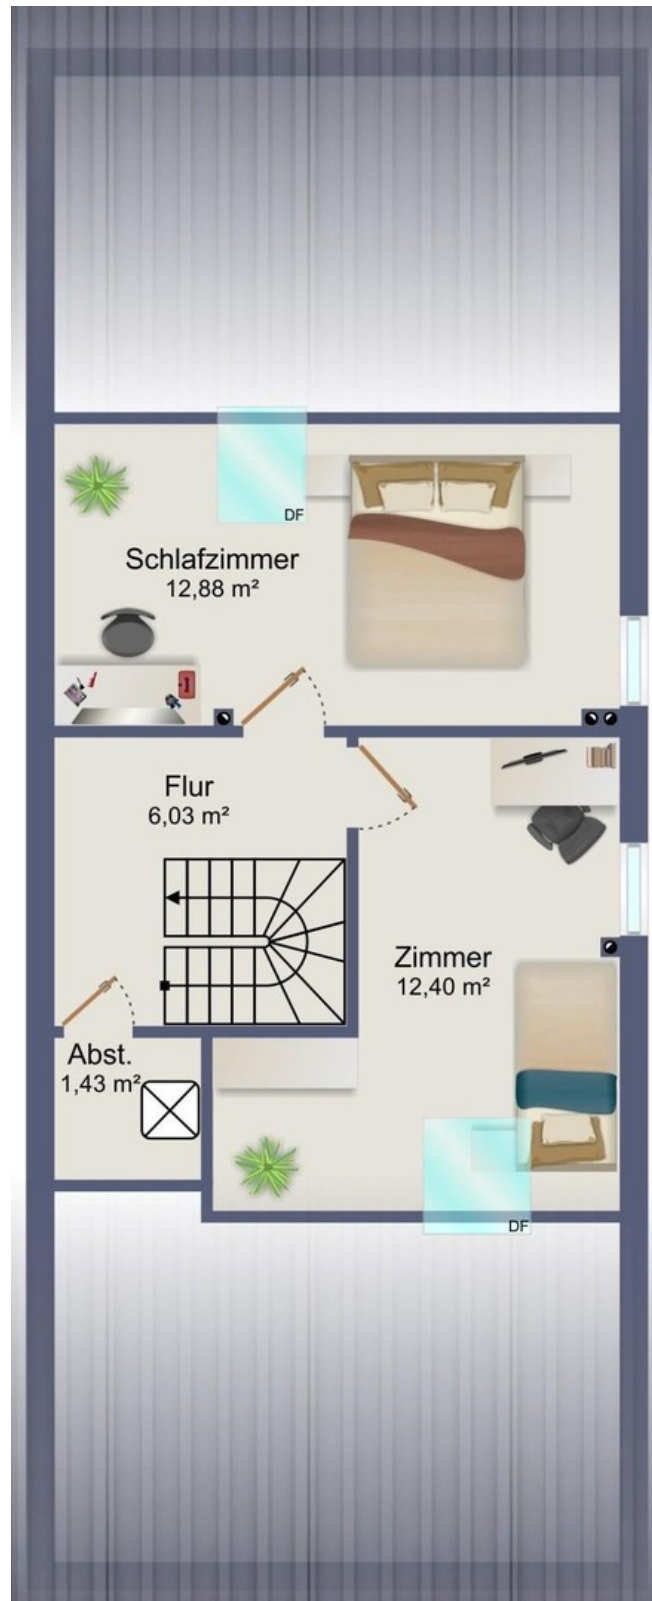 DF
Schlafzimmer
12,88 m²
Flur
6,03 m²
Zimmer
12,40 m²
Abst.
1,43 m²
DF